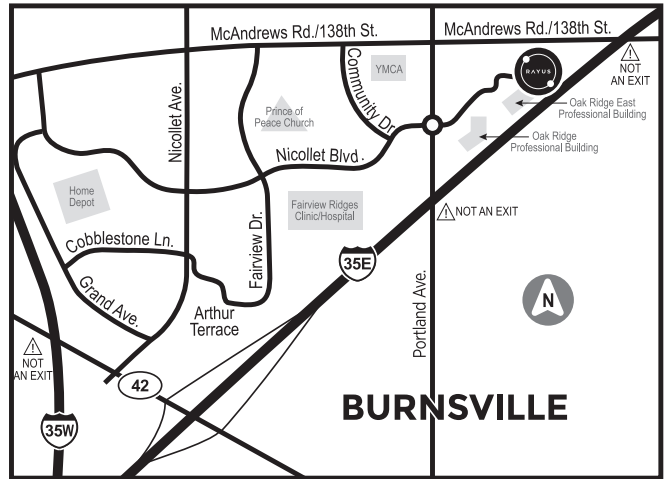 McAndrews Rd./138th St.
McAndrews Rd./138th St.
!
NOT
AN EXIT
RAYUS
YMCA
Community Dr.
Nicollet Ave.
Prince of
Peace Church
Oak Ridge East
Professional Building
Oak Ridge
Professional Building
Nicollet Blvd.
Home
Depot
Fairview Ridges
Clinic/Hospital
!
NOT AN EXIT
Fairview Dr.
Cobblestone Ln.
35E
Grand Ave.
Arthur
Terrace
Portland Ave.
N
!
NOT
AN EXIT
42
BURNSVILLE
35W